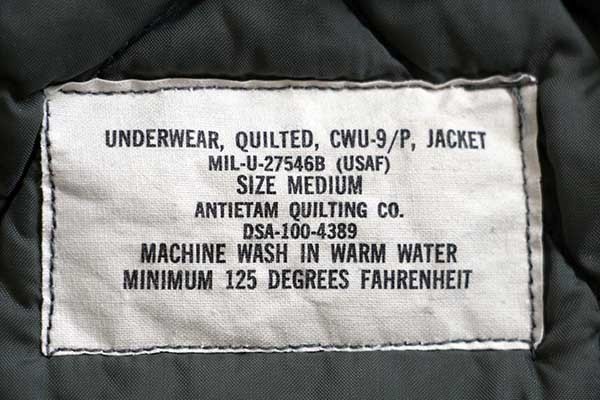 UNDERWEAR, QUILTED, CWU-9/P, JACKET
MIL-U-27546B (USAF)
SIZE MEDIUM
ANTIETAM QUILTING CO.
DSA-100-4389
MACHINE WASH IN WARM WATER
MINIMUM 125 DEGREES FAHRENHEIT